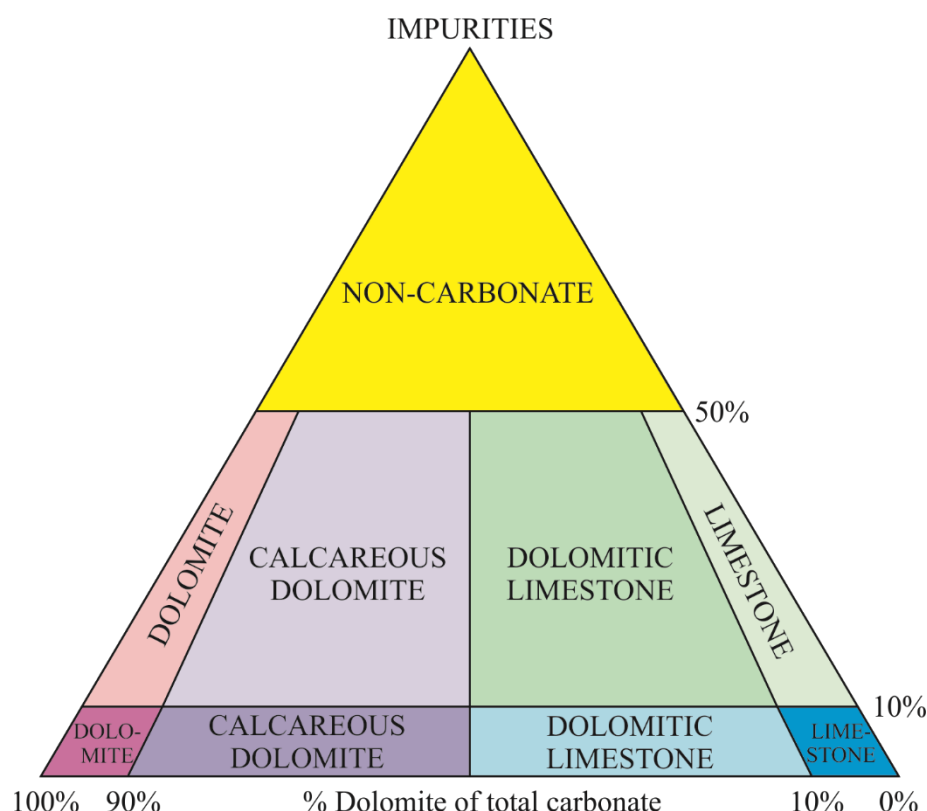 IMPURITIES
NON-CARBONATE
50%
DOLOMITE
CALCAREOUS
DOLOMITE
DOLOMITIC
LIMESTONE
LIMESTONE
10%
DOLO-
MITE
CALCAREOUS
DOLOMITE
DOLOMITIC
LIMESTONE
LIME-
STONE
100% 90% % Dolomite of total carbonate 10% 0%